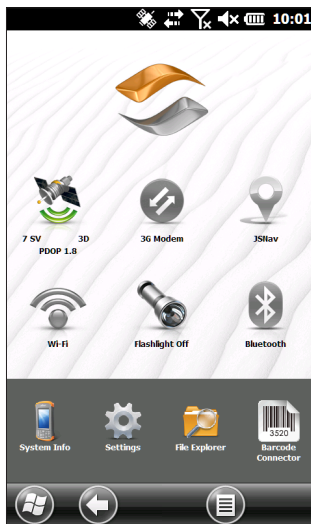 10:01
7 SV 3D
PDOP 1.8
3G Modem
JSNav
Wi-Fi
Flashlight Off
Bluetooth
System Info
Settings
File Explorer
3520
Barcode
Connector